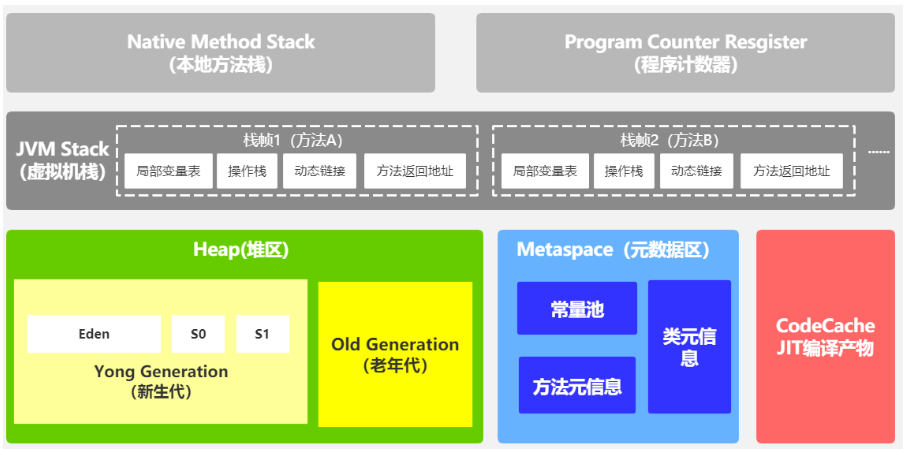 Native Method Stack
(本地方法栈)
Program Counter Resgister
(程序计数器)
JVM Stack
(虚拟机栈)
栈帧1（方法A）
局部变量表
操作栈
动态链接
方法返回地址
栈帧2（方法B）
局部变量表
操作栈
动态链接
方法返回地址
......
Heap(堆区)
Eden
S0
S1
Yong Generation
(新生代)
Old Generation
(老年代)
Metaspace（元数据区）
常量池
方法元信息
类元信
息
CodeCache
JIT编译产物